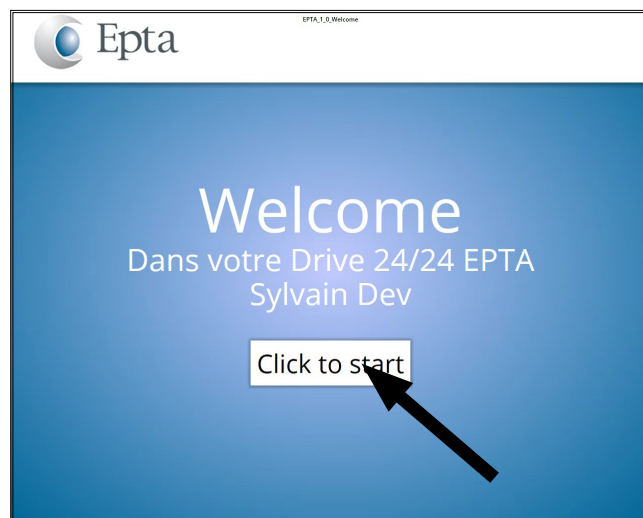 EPTA_1_0_Welcome
Epta
Welcome
Dans votre Drive 24/24 EPTA
Sylvain Dev
Click to start